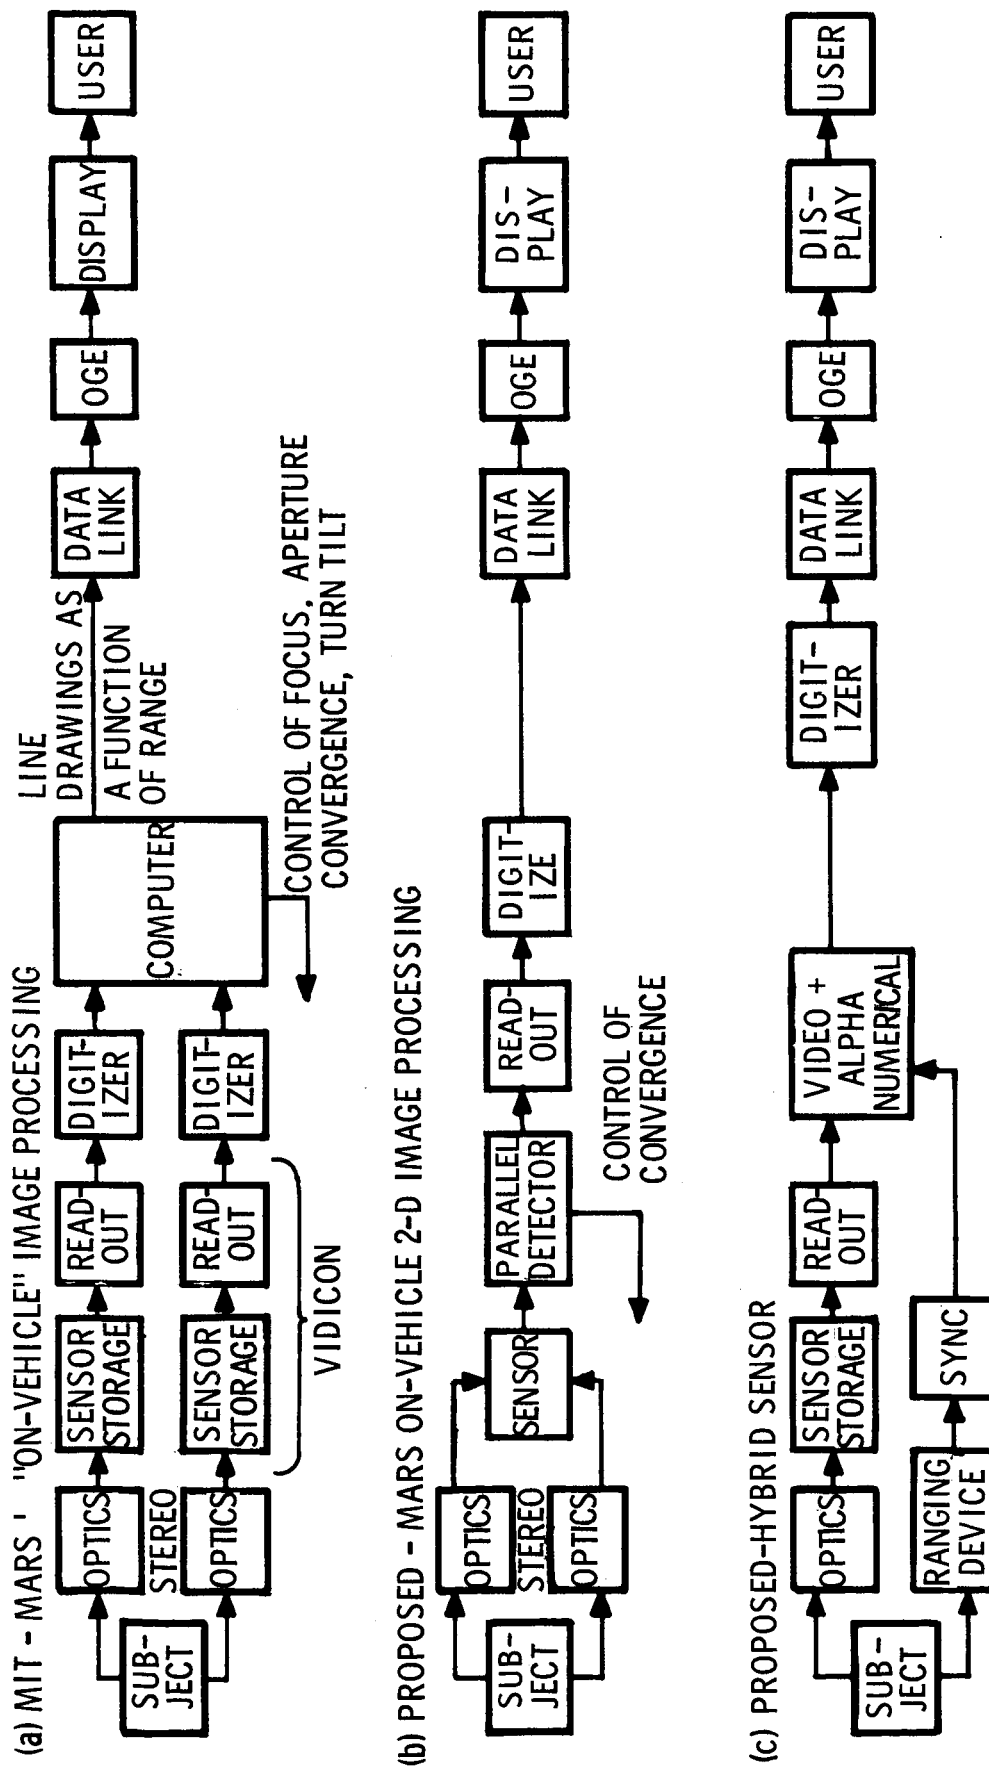 (a) MIT - MARS ' "ON-VEHICLE" IMAGE PROCESSING
SUB-
JECT
OPTICS
STEREO
OPTICS
SENSOR
STORAGE
SENSOR
STORAGE
READ-
OUT
READ-
OUT
VIDICON
DIGIT-
IZER
DIGIT-
IZER
COMPUTER
LINE
DRAWINGS AS
A FUNCTION
OF RANGE
CONTROL OF FOCUS, APERTURE
CONVERGENCE, TURN TILT
DATA
LINK
OGE
DISPLAY
USER
(b) PROPOSED - MARS ON-VEHICLE 2-D IMAGE PROCESSING
SUB-
JECT
OPTICS
STEREO
OPTICS
SENSOR
PARALLEL
DETECTOR
CONTROL OF
CONVERGENCE
READ-
OUT
DIGIT-
IZE
DATA
LINK
OGE
DIS-
PLAY
USER
(c) PROPOSED-HYBRID SENSOR
SUB-
JECT
OPTICS
RANGING
DEVICE
SENSOR
STORAGE
SYNC
READ-
OUT
VIDEO +
ALPHA
NUMERICAL
DIGIT-
IZER
DATA
LINK
OGE
DIS-
PLAY
USER